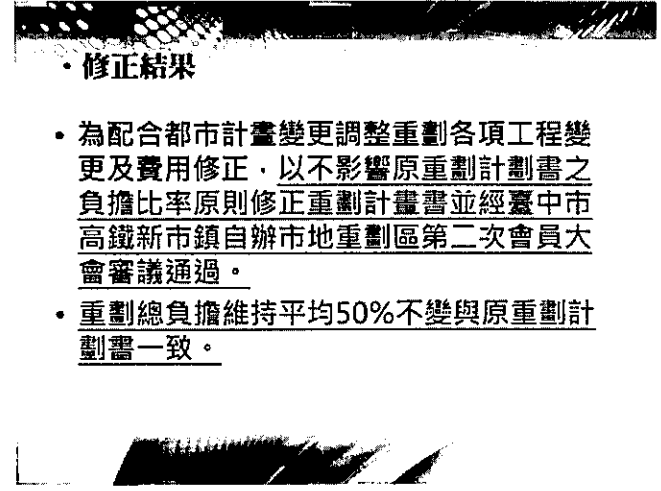 • 修正結果
• 為配合都市計畫變更調整重劃各項工程變
更及費用修正，以不影響原重劃計劃書之
負擔比率原則修正重劃計畫書並經臺中市
高鐵新市鎮自辦市地重劃區第二次會員大
會審議通過。
• 重劃總負擔維持平均50%不變與原重劃計
劃書一致。